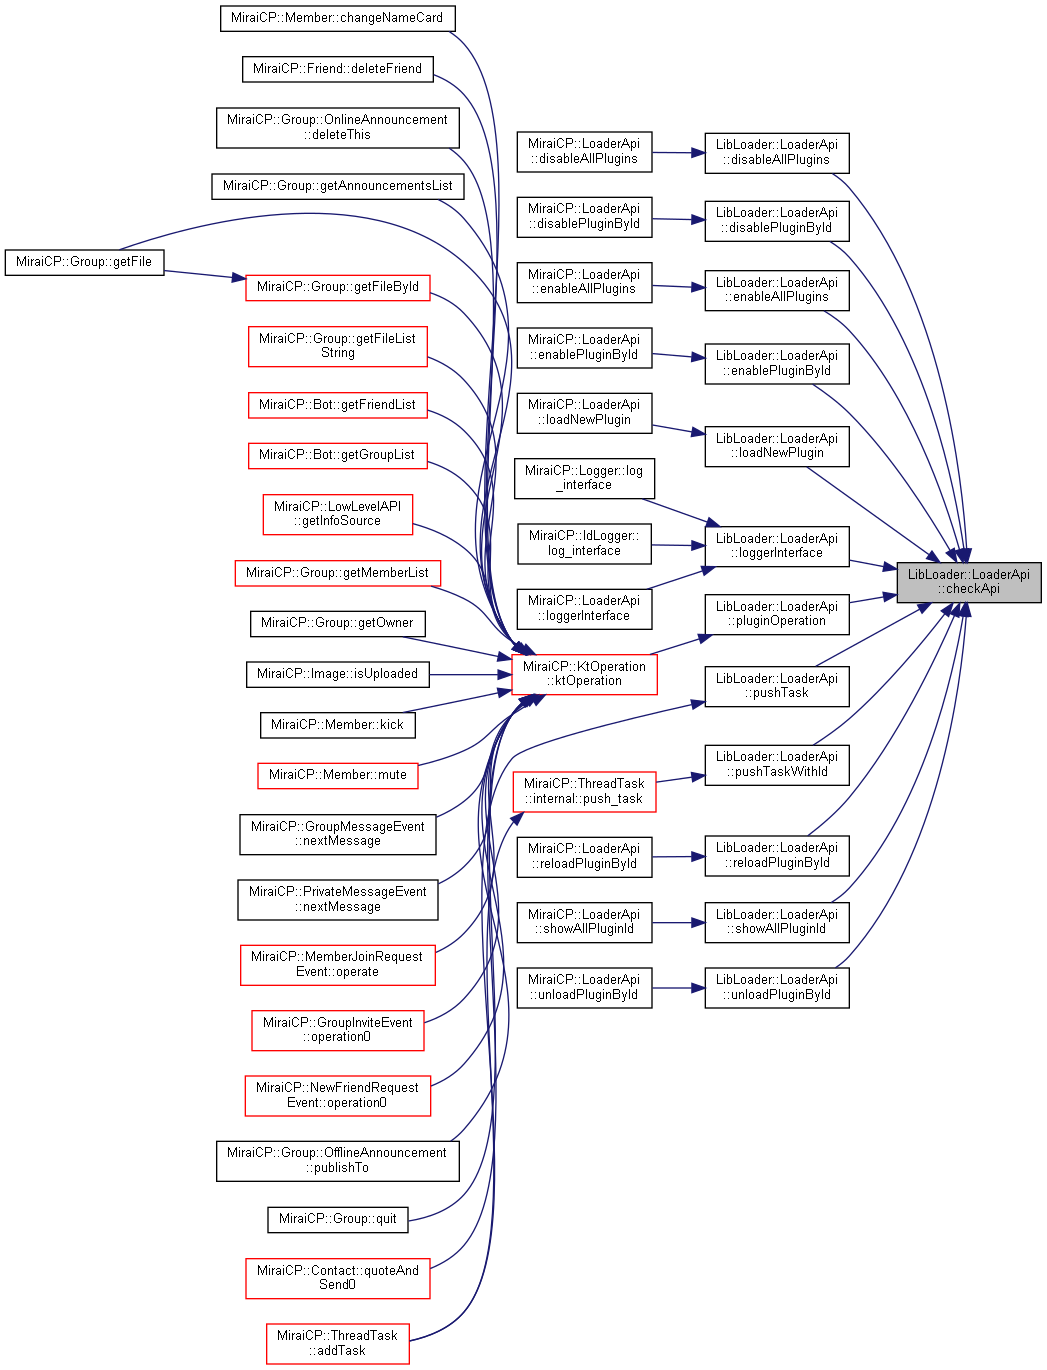 MiraiCP::Member::changeNameCard
MiraiCP::Friend::deleteFriend
MiraiCP::Group::OnlineAnnouncement
::deleteThis
MiraiCP::Group::getAnnouncementsList
MiraiCP::Group::getFile
MiraiCP::Group::getFileById
MiraiCP::Group::getFileList
String
MiraiCP::Bot::getFriendList
MiraiCP::Bot::getGroupList
MiraiCP::LowLevelAPI
::getInfoSource
MiraiCP::Group::getMemberList
MiraiCP::Group::getOwner
MiraiCP::Image::isUploaded
MiraiCP::Member::kick
MiraiCP::Member::mute
MiraiCP::GroupMessageEvent
::nextMessage
MiraiCP::PrivateMessageEvent
::nextMessage
MiraiCP::MemberJoinRequest
Event::operate
MiraiCP::GroupInviteEvent
::operation0
MiraiCP::NewFriendRequest
Event::operation0
MiraiCP::Group::OfflineAnnouncement
::publishTo
MiraiCP::Group::quit
MiraiCP::Contact::quoteAnd
Send0
MiraiCP::ThreadTask
::addTask
MiraiCP::LoaderApi
::disableAllPlugins
MiraiCP::LoaderApi
::disablePluginById
MiraiCP::LoaderApi
::enableAllPlugins
MiraiCP::LoaderApi
::enablePluginById
MiraiCP::LoaderApi
::loadNewPlugin
MiraiCP::Logger::log
_interface
MiraiCP::IdLogger::
log_interface
MiraiCP::LoaderApi
::loggerInterface
MiraiCP::KtOperation
::ktOperation
MiraiCP::ThreadTask
::internal::push_task
MiraiCP::LoaderApi
::reloadPluginById
MiraiCP::LoaderApi
::showAllPluginId
MiraiCP::LoaderApi
::unloadPluginById
LibLoader::LoaderApi
::disableAllPlugins
LibLoader::LoaderApi
::disablePluginById
LibLoader::LoaderApi
::enableAllPlugins
LibLoader::LoaderApi
::enablePluginById
LibLoader::LoaderApi
::loadNewPlugin
LibLoader::LoaderApi
::loggerInterface
LibLoader::LoaderApi
::pluginOperation
LibLoader::LoaderApi
::pushTask
LibLoader::LoaderApi
::pushTaskWithId
LibLoader::LoaderApi
::reloadPluginById
LibLoader::LoaderApi
::showAllPluginId
LibLoader::LoaderApi
::unloadPluginById
LibLoader::LoaderApi
::checkApi